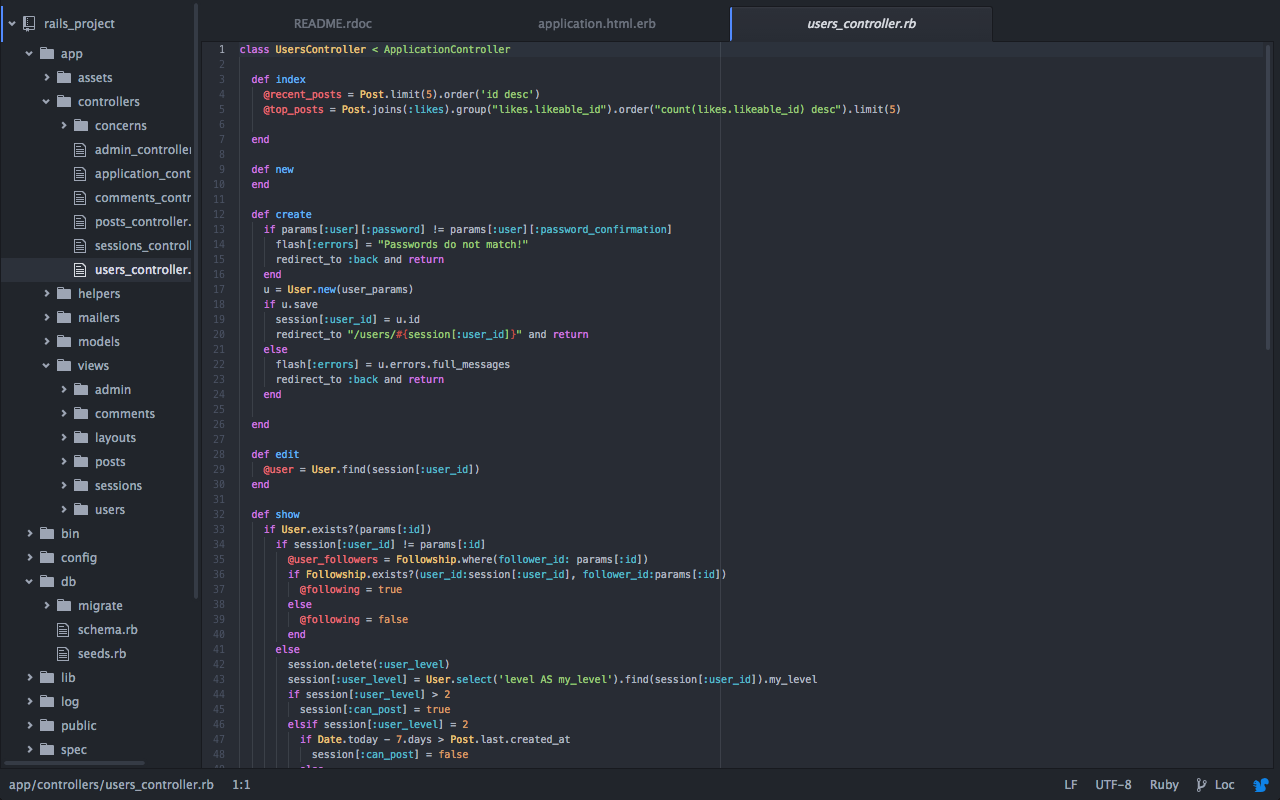 rails_project
app
assets
controllers
concerns
admin_controller
application_cont
comments_contr
posts_controller.
sessions_control
users_controller.
helpers
mailers
models
views
admin
comments
layouts
posts
sessions
users
bin
config
db
migrate
schema.rb
seeds.rb
lib
log
public
spec
README.rdoc
application.html.erb
users_controller.rb
1 class UsersController < ApplicationController
2
3 def index
4 @recent_posts = Post.limit(5).order('id desc')
5 @top_posts = Post.joins(:likes).group("likes.likeable_id").order("count(likes.likeable_id) desc").limit(5)
6
7 end
8
9 def new
10 end
11
12 def create
13 if params[:user][:password] != params[:user][:password_confirmation]
14 flash[:errors] = "Passwords do not match!"
15 redirect_to :back and return
16 end
17 u = User.new(user_params)
18 if u.save
19 session[:user_id] = u.id
20 redirect_to "/users/#{session[:user_id]}" and return
21 else
22 flash[:errors] = u.errors.full_messages
23 redirect_to :back and return
24 end
25
26 end
27
28 def edit
29 @user = User.find(session[:user_id])
30 end
31
32 def show
33 if User.exists?(params[:id])
34 if session[:user_id] != params[:id]
35 @user_followers = Followship.where(follower_id: params[:id])
36 if Followship.exists?(user_id:session[:user_id], follower_id:params[:id])
37 @following = true
38 else
39 @following = false
40 end
41 else
42 session.delete(:user_level)
43 session[:user_level] = User.select('level AS my_level').find(session[:user_id]).my_level
44 if session[:user_level] > 2
45 session[:can_post] = true
46 elsif session[:user_level] = 2
47 if Date.today - 7.days > Post.last.created_at
48 session[:can_post] = false
app/controllers/users_controller.rb 1:1
LF UTF-8 Ruby Loc